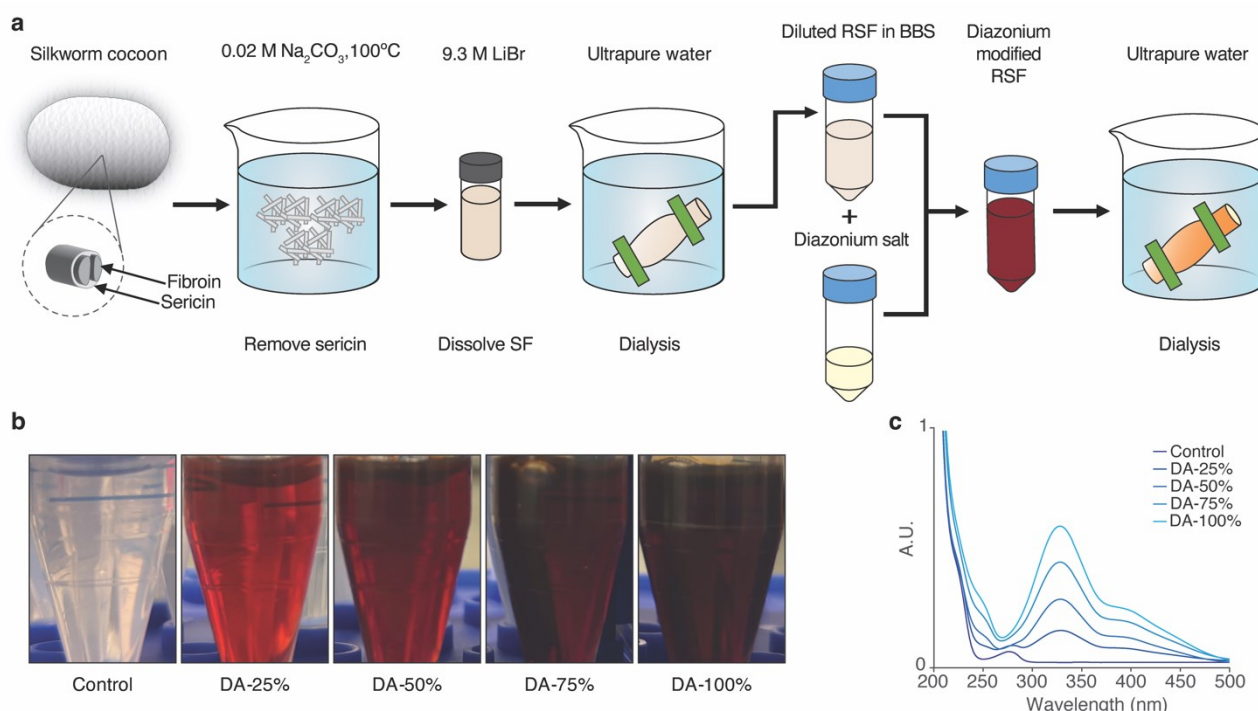 a
Silkworm cocoon
0.02 M Na₂CO₃,100ºC
9.3 M LiBr
Ultrapure water
Diluted RSF in BBS
Diazonium
modified
RSF
Ultrapure water
Fibroin
Sericin
+
Diazonium salt
Remove sericin
Dissolve SF
Dialysis
Dialysis
b
Control
DA-25%
DA-50%
DA-75%
DA-100%
c
1
A.U.
0
Control
DA-25%
DA-50%
DA-75%
DA-100%
200 250 300 350 400 450 500
Wavelength (nm)